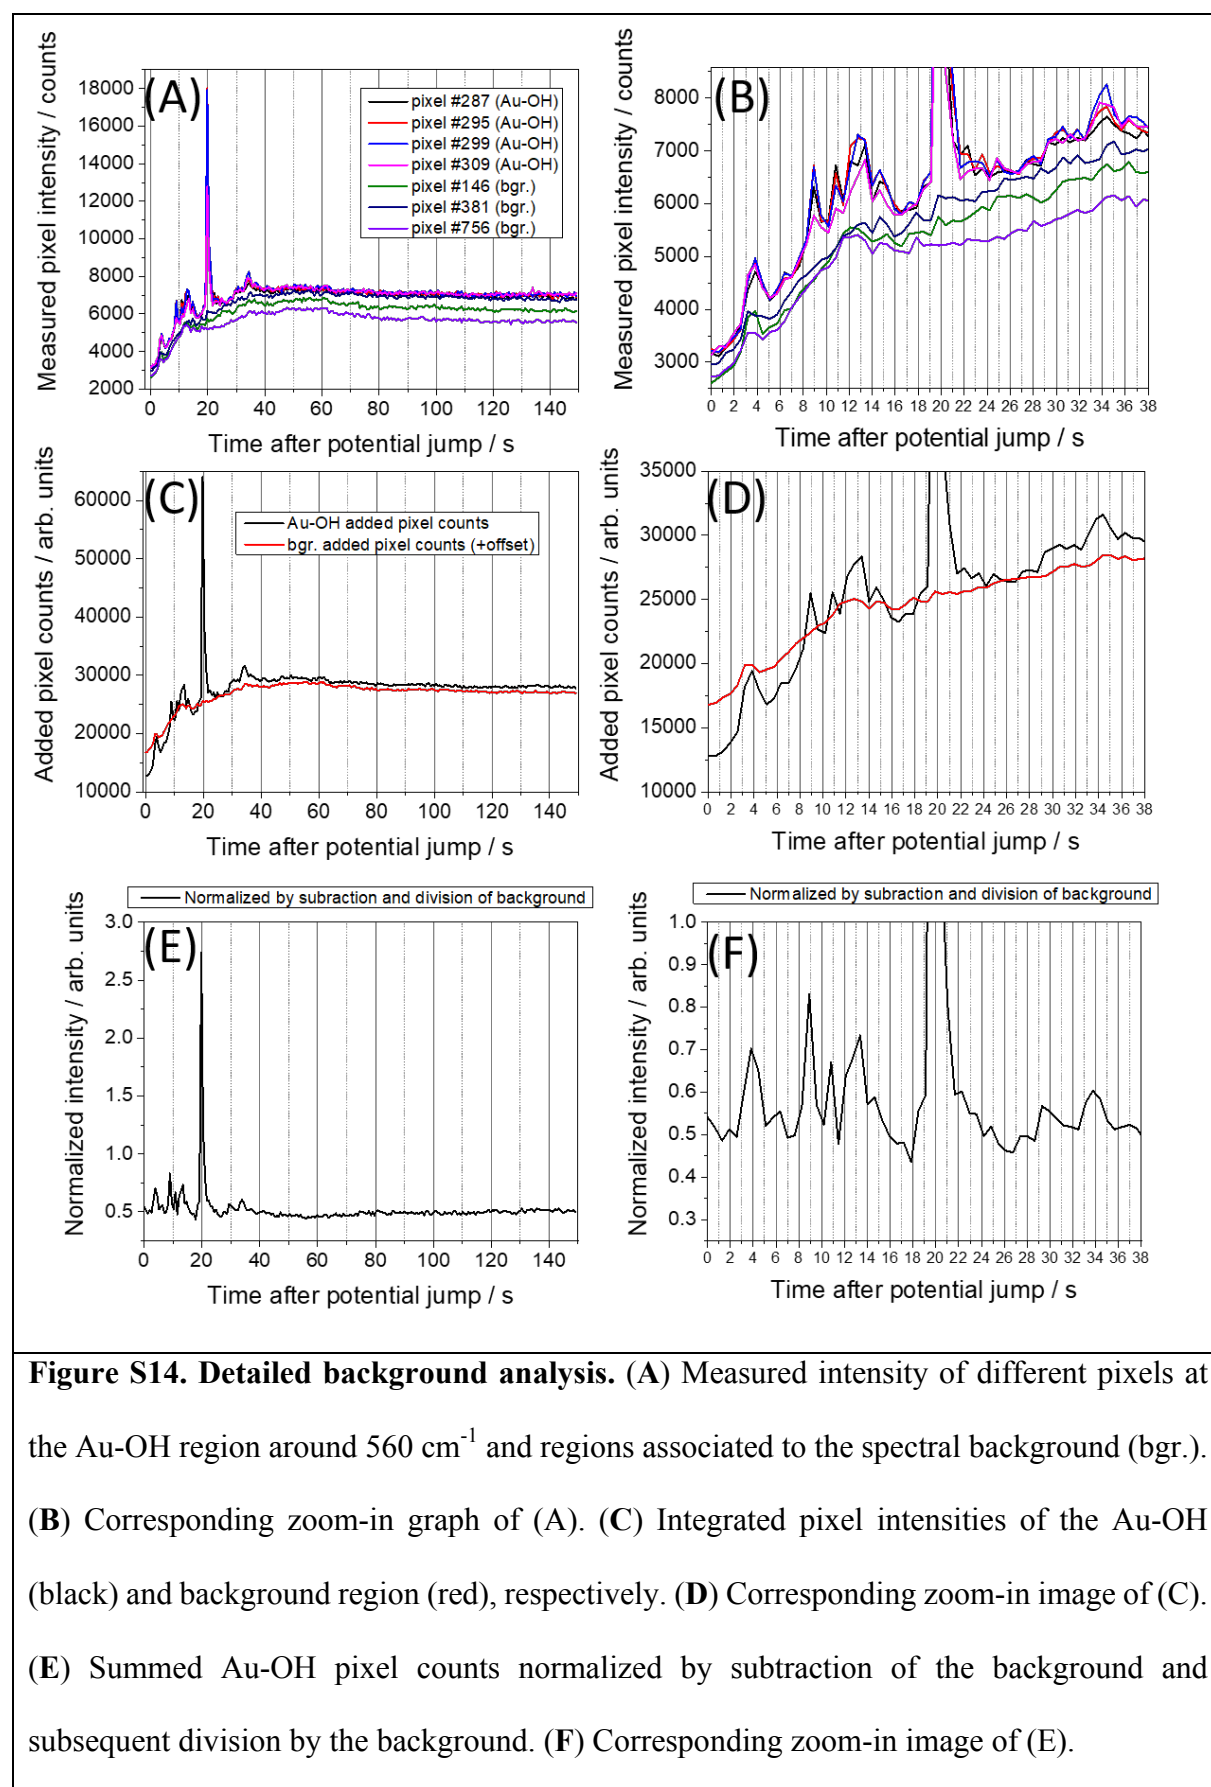 (A)
Measured pixel intensity / counts
18000
16000
14000
12000
10000
8000
6000
4000
2000
pixel #287 (Au-OH)
pixel #295 (Au-OH)
pixel #299 (Au-OH)
pixel #309 (Au-OH)
pixel #146 (bgr.)
pixel #381 (bgr.)
pixel #756 (bgr.)
0 20 40 60 80 100 120 140
Time after potential jump / s
(B)
Measured pixel intensity / counts
8000
7000
6000
5000
4000
3000
0 2 4 6 8 10 12 14 16 18 20 22 24 26 28 30 32 34 36 38
Time after potential jump / s
(C)
Added pixel counts / arb. units
60000
50000
40000
30000
20000
10000
Au-OH added pixel counts
bgr. added pixel counts (+offset)
0 20 40 60 80 100 120 140
Time after potential jump / s
(D)
Added pixel counts / arb. units
35000
30000
25000
20000
15000
10000
0 2 4 6 8 10 12 14 16 18 20 22 24 26 28 30 32 34 36 38
Time after potential jump / s
Normalized by subraction and division of background
(E)
Normalized intensity / arb. units
3.0
2.5
2.0
1.5
1.0
0.5
0 20 40 60 80 100 120 140
Time after potential jump / s
Normalized by subraction and division of background
(F)
Normalized intensity / arb. units
1.0
0.9
0.8
0.7
0.6
0.5
0.4
0.3
0 2 4 6 8 10 12 14 16 18 20 22 24 26 28 30 32 34 36 38
Time after potential jump / s
Figure S14. Detailed background analysis. (A) Measured intensity of different pixels at
the Au-OH region around 560 cm-1 and regions associated to the spectral background (bgr.).
(B) Corresponding zoom-in graph of (A). (C) Integrated pixel intensities of the Au-OH
(black) and background region (red), respectively. (D) Corresponding zoom-in image of (C).
(E) Summed Au-OH pixel counts normalized by subtraction of the background and
subsequent division by the background. (F) Corresponding zoom-in image of (E).